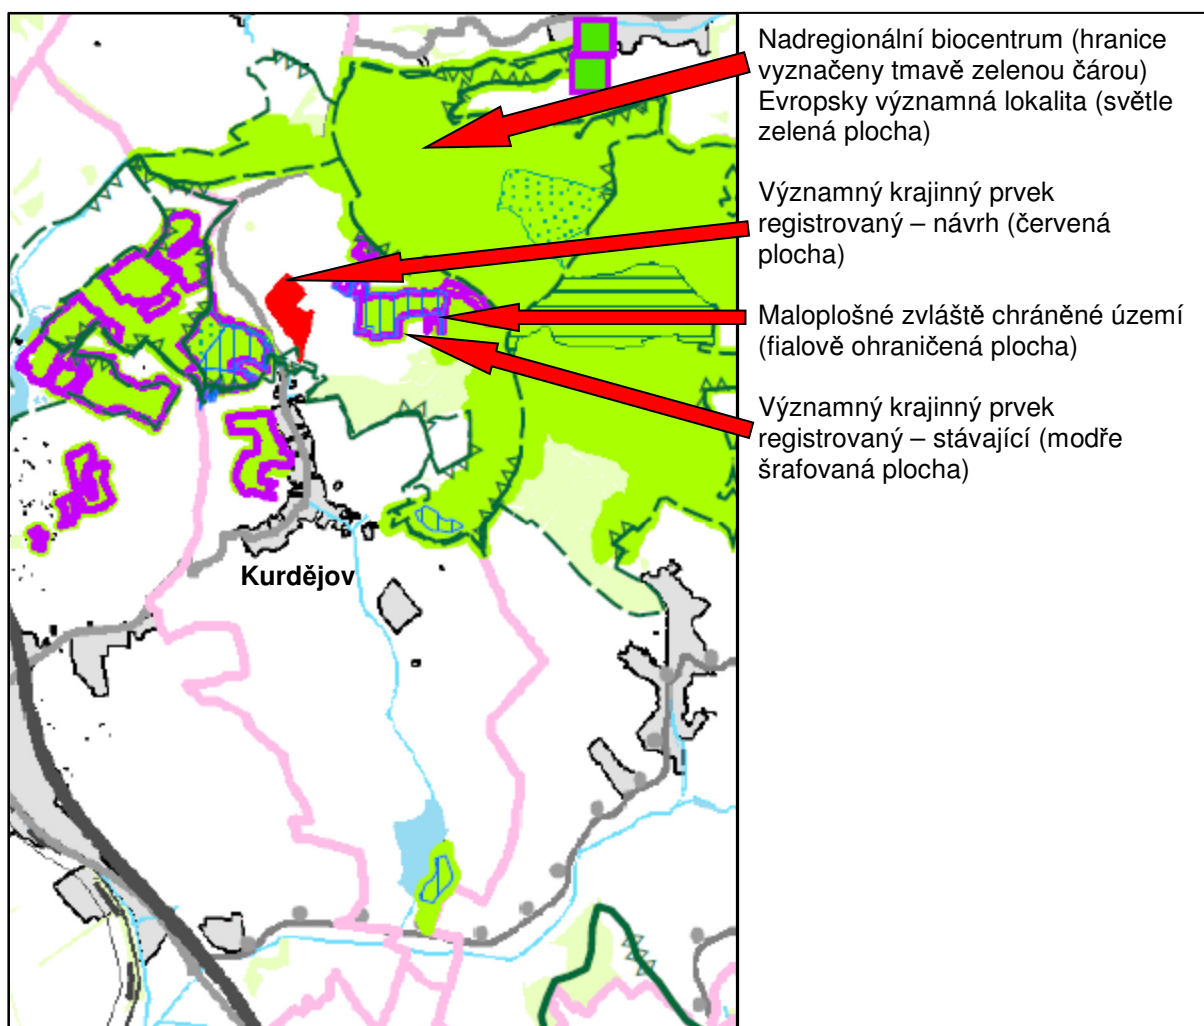 Nadregionální biocentrum (hranice
vyznačeny tmavě zelenou čárou)
Evropsky významná lokalita (světle
zelená plocha)
Významný krajinný prvek
registrovaný – návrh (červená
plocha)
Maloplošné zvláště chráněné území
(fialově ohraničená plocha)
Významný krajinný prvek
registrovaný – stávající (modře
šrafovaná plocha)
Kurdějov